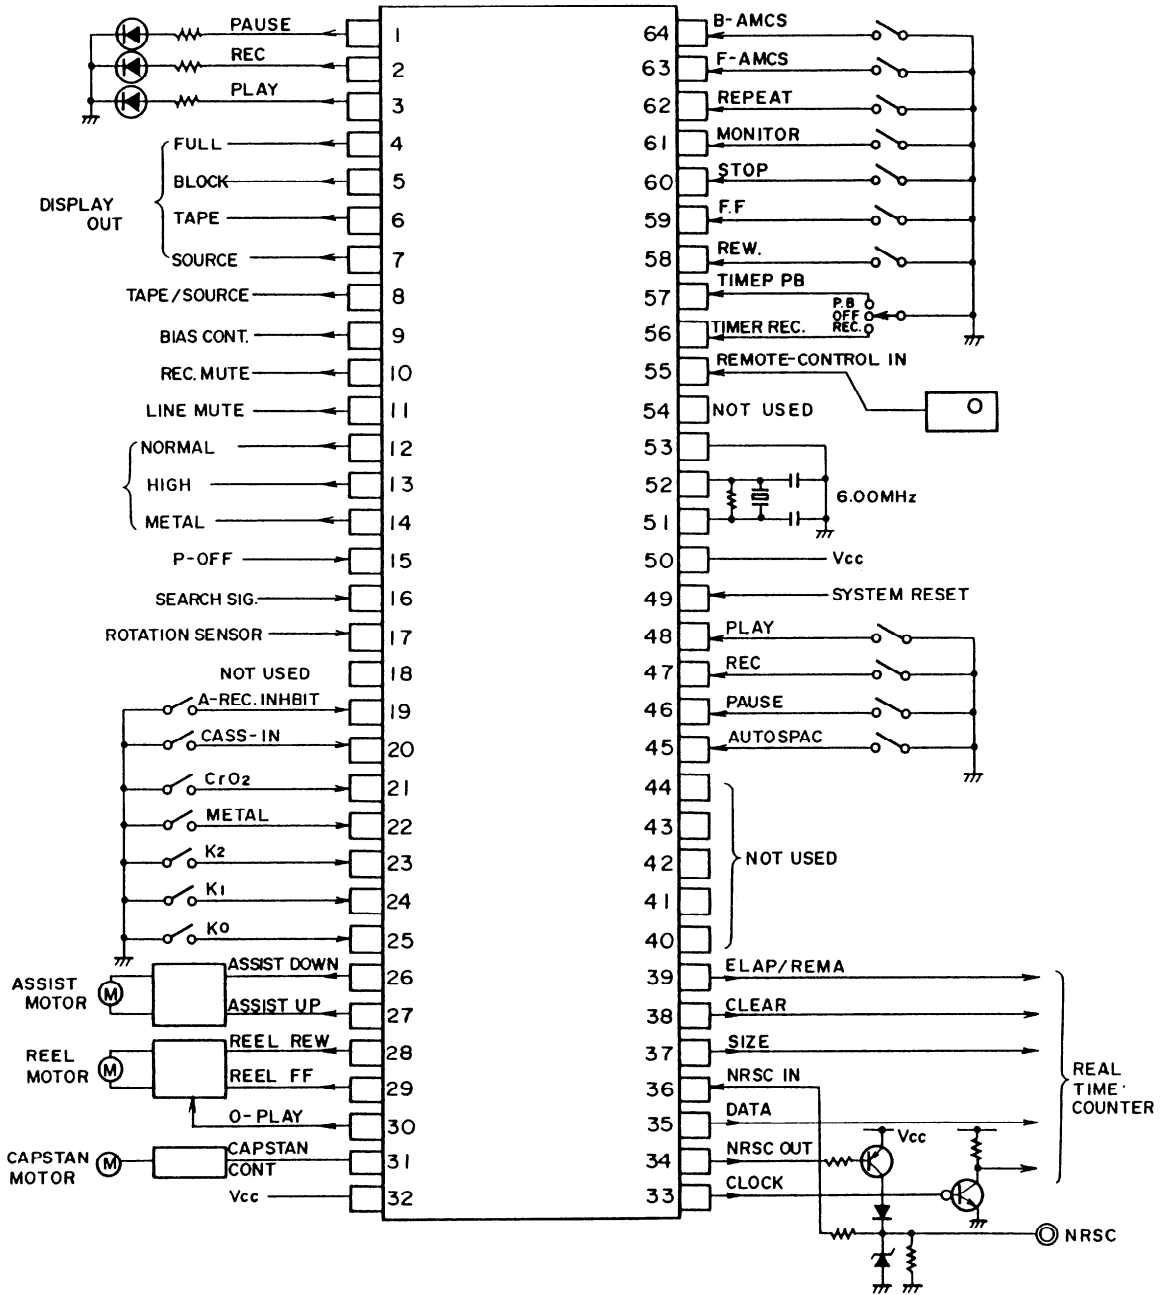 PAUSE
REC
PLAY
FULL
BLOCK
TAPE
SOURCE
DISPLAY
OUT
TAPE/SOURCE
BIAS CONT.
REC. MUTE
LINE MUTE
NORMAL
HIGH
METAL
P-OFF
SEARCH SIG.
ROTATION SENSOR
NOT USED
A-REC. INHBIT
CASS-IN
CrO2
METAL
K2
K1
K0
ASSIST
MOTOR
M
ASSIST DOWN
ASSIST UP
REEL
MOTOR
M
REEL REW
REEL FF
O-PLAY
CAPSTAN
MOTOR
M
CAPSTAN
CONT
Vcc
1
2
3
4
5
6
7
8
9
10
11
12
13
14
15
16
17
18
19
20
21
22
23
24
25
26
27
28
29
30
31
32
64
63
62
61
60
59
58
57
56
55
54
53
52
51
50
49
48
47
46
45
44
43
42
41
40
39
38
37
36
35
34
33
B-AMCS
F-AMCS
REPEAT
MONITOR
STOP
F.F
REW.
TIMEP PB
P.B
OFF
REC.
TIMER REC.
REMOTE-CONTROL IN
NOT USED
6.00MHz
Vcc
SYSTEM RESET
PLAY
REC
PAUSE
AUTOSPAC
NOT USED
ELAP/REMA
CLEAR
SIZE
NRSC IN
DATA
NRSC OUT
Vcc
CLOCK
REAL
TIME
COUNTER
NRSC